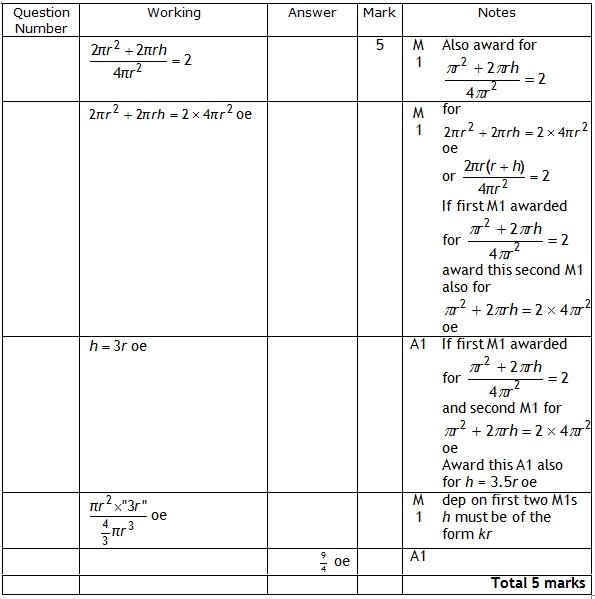 Question Number Working Answer Mark Notes
(2πr² + 2πrh)/(4πr²) = 2 5 M1 Also award for
(πr² + 2πrh)/(4πr²) = 2
2πr² + 2πrh = 2 × 4πr² oe M1 for
2πr² + 2πrh = 2 × 4πr²
oe
or (2πr(r + h))/(4πr²) = 2
If first M1 awarded
for (πr² + 2πrh)/(4πr²) = 2
award this second M1
also for
πr² + 2πrh = 2 × 4πr²
oe
h = 3r oe A1 If first M1 awarded
for (πr² + 2πrh)/(4πr²) = 2
and second M1 for
πr² + 2πrh = 2 × 4πr²
oe
Award this A1 also
for h = 3.5r oe
(πr² × "3r")/(4/3 πr³) oe M1 dep on first two M1s
h must be of the
form kr
9/4 oe A1
Total 5 marks